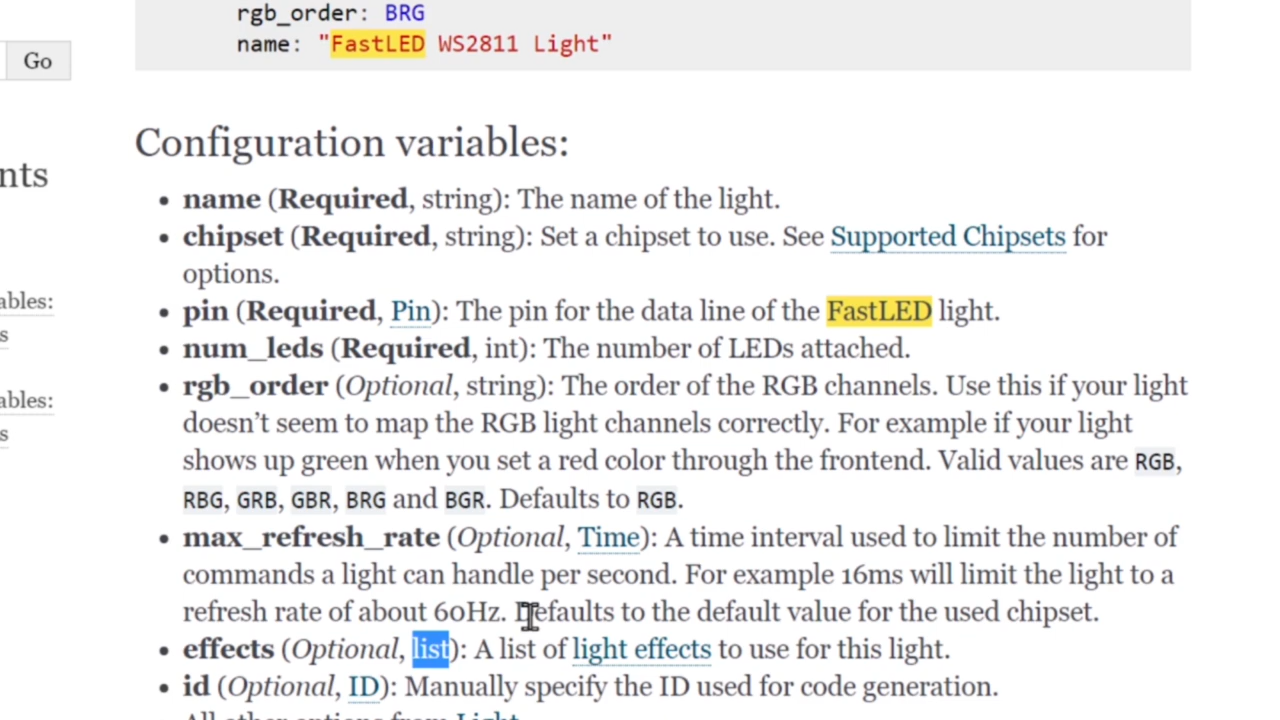 rgb_order: BRG
name: "FastLED WS2811 Light"
Go
Configuration variables:
nts
• name (Required, string): The name of the light.
• chipset (Required, string): Set a chipset to use. See Supported Chipsets for
options.
ables:
• pin (Required, Pin): The pin for the data line of the FastLED light.
s
• num_leds (Required, int): The number of LEDs attached.
• rgb_order (Optional, string): The order of the RGB channels. Use this if your light
ables:
doesn’t seem to map the RGB light channels correctly. For example if your light
s
shows up green when you set a red color through the frontend. Valid values are RGB,
RBG, GRB, GBR, BRG and BGR. Defaults to RGB.
• max_refresh_rate (Optional, Time): A time interval used to limit the number of
commands a light can handle per second. For example 16ms will limit the light to a
refresh rate of about 60Hz. Defaults to the default value for the used chipset.
• effects (Optional, list): A list of light effects to use for this light.
• id (Optional, ID): Manually specify the ID used for code generation.
All other options from Light